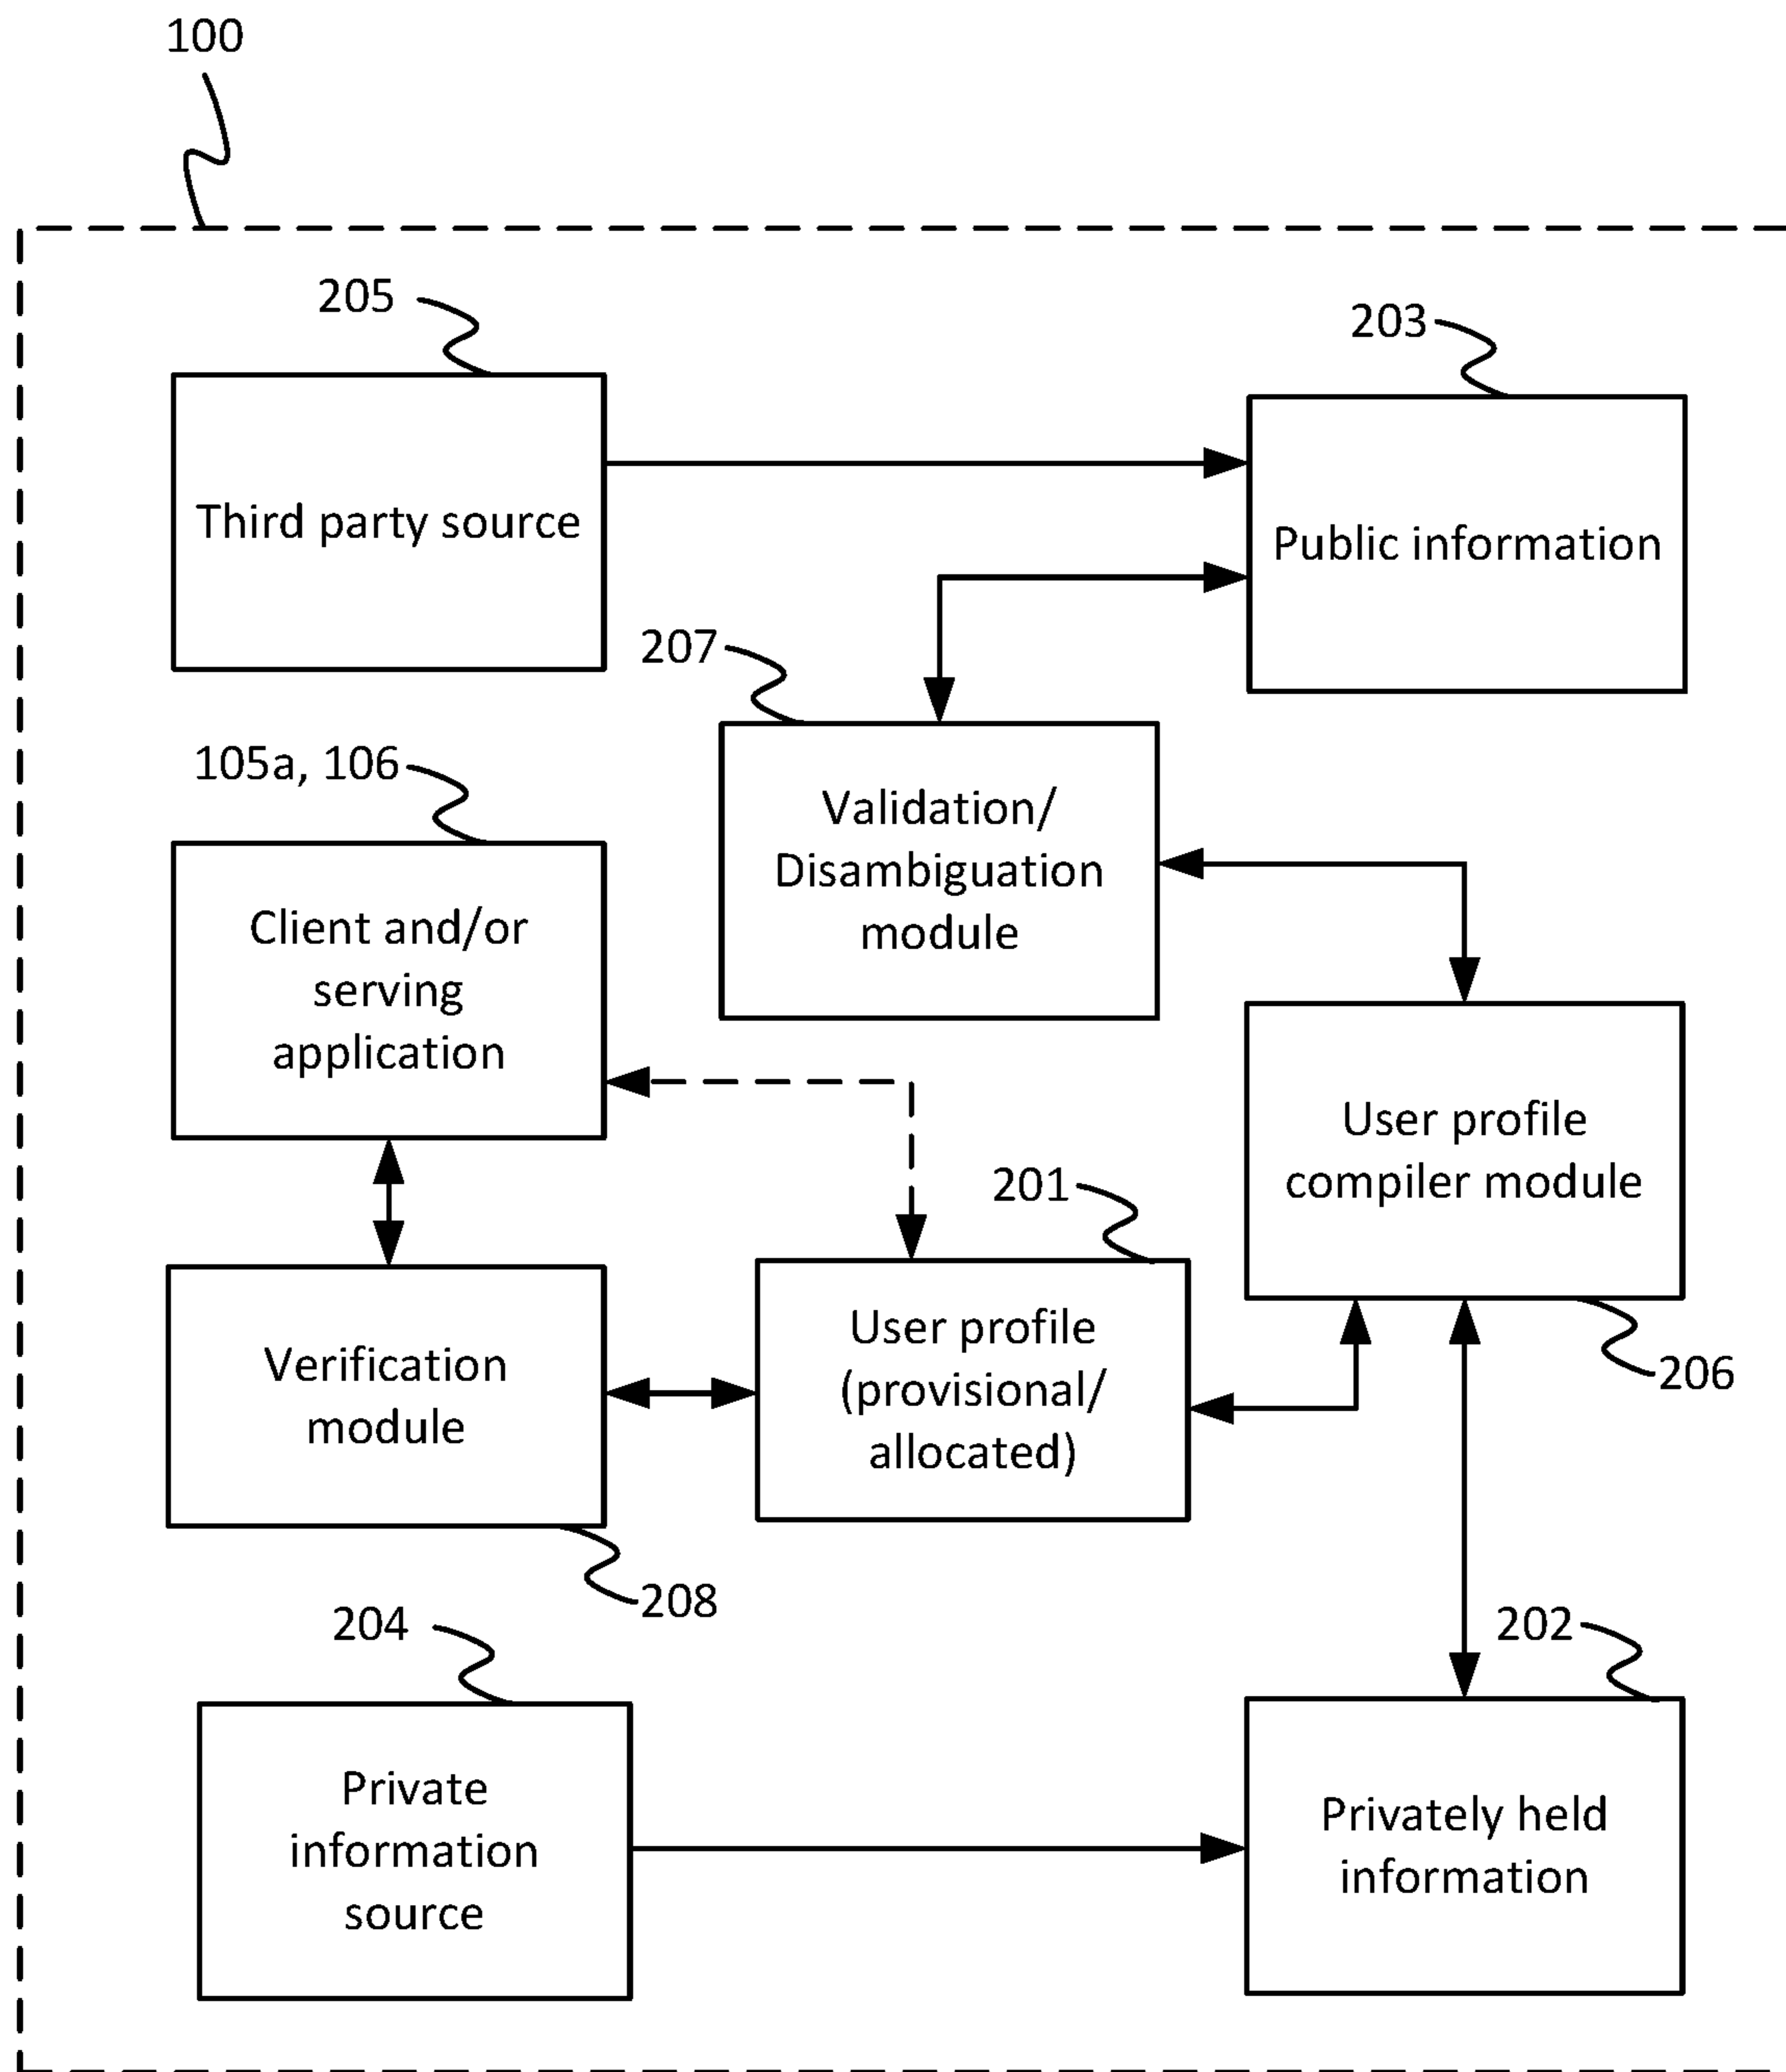 100
205
203
Third party source
Public information
207
Validation/
Disambiguation
module
105a, 106
Client and/or
serving
application
User profile
compiler module
206
201
User profile
(provisional/
allocated)
Verification
module
208
204
202
Private
information
source
Privately held
information